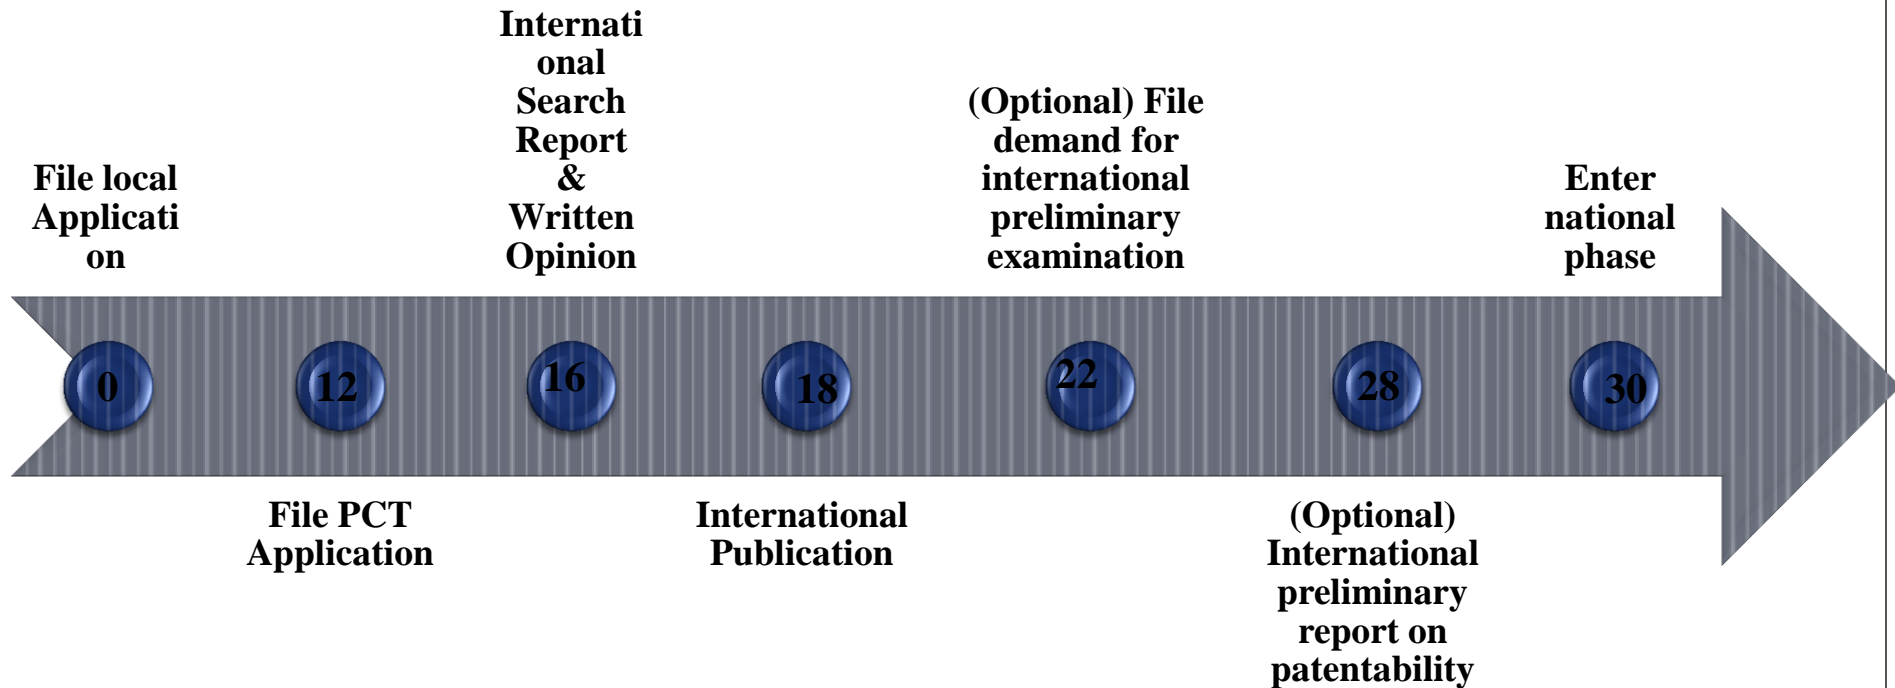 File local
Applicati
on
Internati
onal
Search
Report
&
Written
Opinion
(Optional) File
demand for
international
preliminary
examination
Enter
national
phase
0
12
16
18
22
28
30
File PCT
Application
International
Publication
(Optional)
International
preliminary
report on
patentability